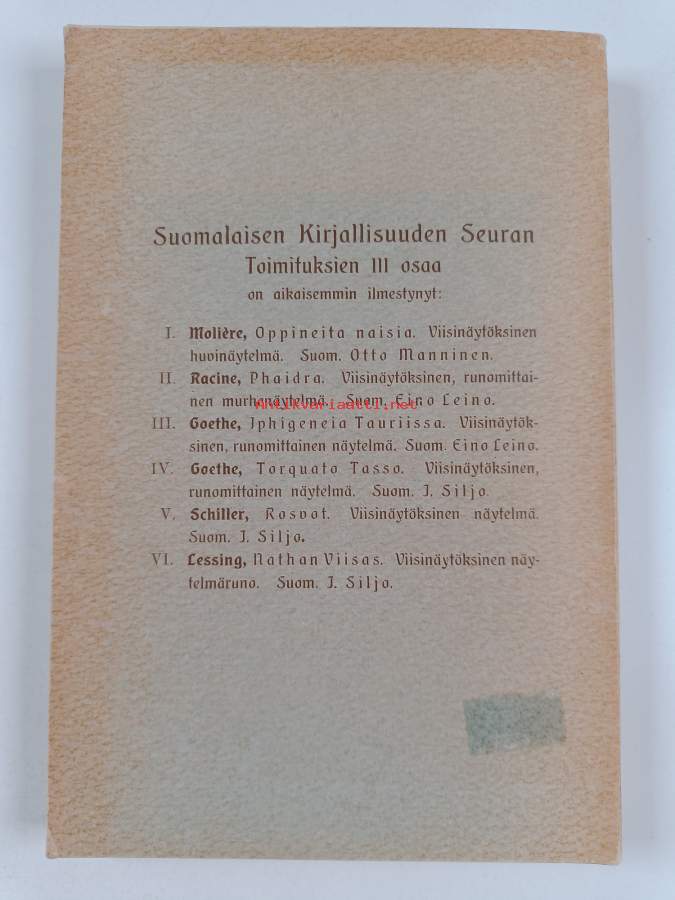 Suomalaisen Kirjallisuuden Seuran
Toimituksien 111 osaa
on aikaisemmin ilmestynyt:
I. Molière, Oppineita naisia. Viisinäytöksinen
huvinäytelmä. Suom. Otto Manninen.
II. Racine, Phaidra. Viisinäytöksinen, runomittai-
nen murhenäytelmä. Suom. Eino Leino.
Antikvariaatti.net
III. Goethe, Iphigeneia Tauriissa. Viisinäytök-
sinen, runomittainen näytelmä. Suom. Eino Leino.
IV. Goethe, Torquato Tasso. Viisinäytöksinen,
runomittainen näytelmä. Suom. J. Siljo.
V. Schiller, Rosvot. Viisinäytöksinen näytelmä.
Suom. J. Siljo.
VI. Lessing, Nathan Viisas. Viisinäytöksinen näy-
telmäruno. Suom. J. Siljo.